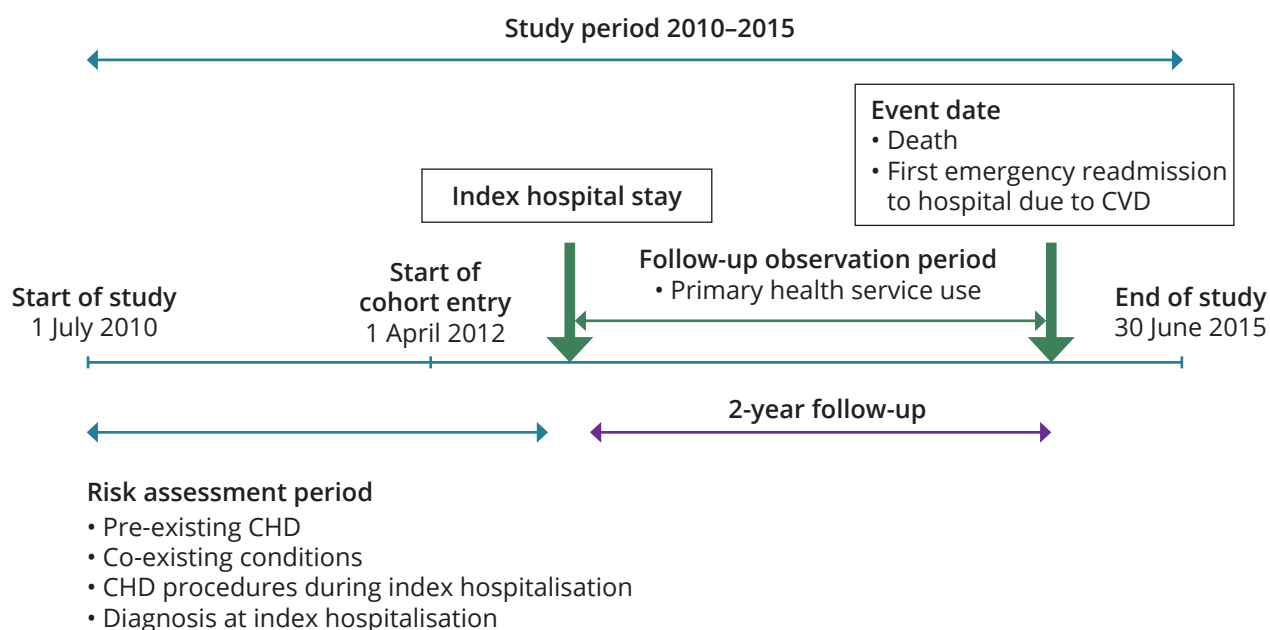 Study period 2010–2015
Event date
• Death
• First emergency readmission
to hospital due to CVD
Index hospital stay
Follow-up observation period
• Primary health service use
Start of
cohort entry
1 April 2012
Start of study
1 July 2010
End of study
30 June 2015
2-year follow-up
Risk assessment period
• Pre-existing CHD
• Co-existing conditions
• CHD procedures during index hospitalisation
• Diagnosis at index hospitalisation